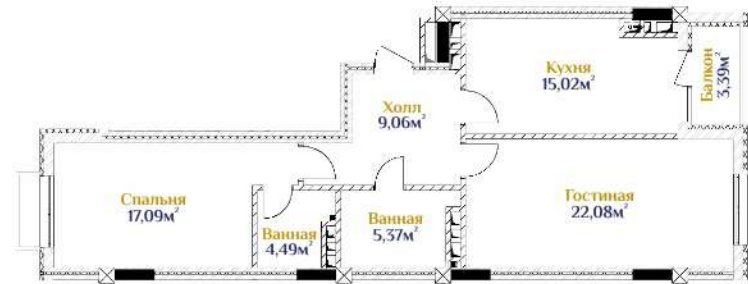 Кухня
15,02м²
Балкон
3,39м²
Холл
9,06м²
Спальня
17,09м²
Ванная
4,49м²
Ванная
5,37м²
Гостиная
22,08м²